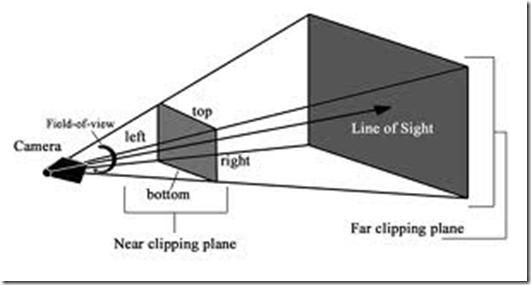 top
Field-of-view
left
Camera
Line of Sight
right
bottom
Far clipping plane
Near clipping plane